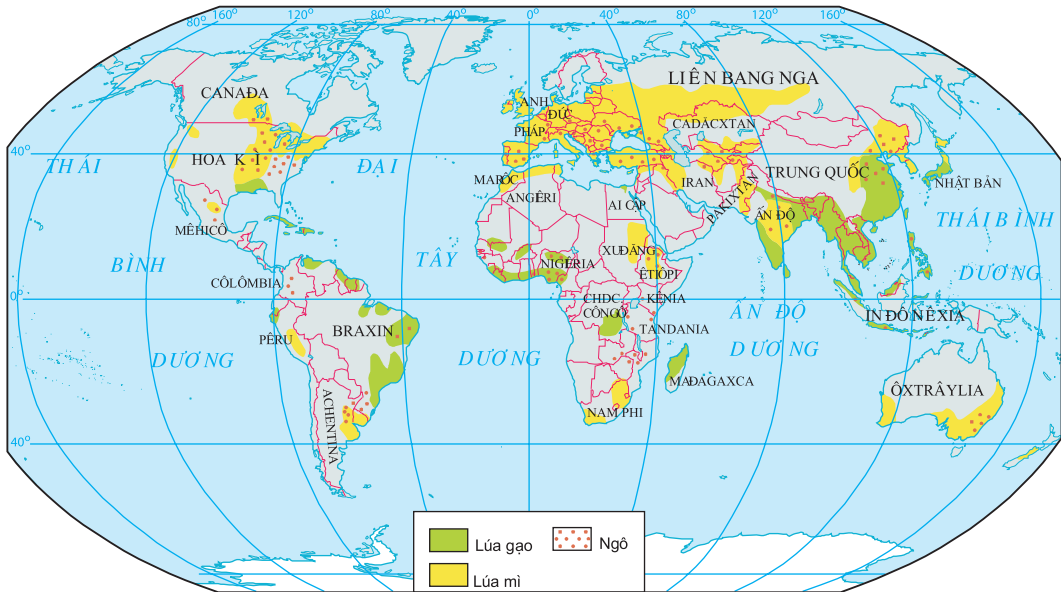 80° 160° 120° 80° 0° 40° 80° 120° 160°
LIÊN BANG NGA
CANAĐA
ANH
ĐỨC
PHÁP
CADĂCXTAN
40°
THÁI
HOA KÌ
ĐẠI
MARỐC
IRAN
TRUNG QUỐC
NHẬT BẢN
ANGIÊRI
AI CẬP
PAKIXTAN
ẤN ĐỘ
THÁI BÌNH
MÊHICÔ
BÌNH
TÂY
XUĐĂNG
NIGIÊRIA
ÊTIÔPI
DƯƠNG
CÔLÔMBIA
0°
CHDC
CÔNGÔ
KÊNIA
ẤN ĐỘ
INĐÔNÊXIA
PÊRU
BRAXIN
TANDANIA
DƯƠNG
DƯƠNG
DƯƠNG
MAĐAGAXCA
ÔXTRÂYLIA
ACHENTINA
NAM PHI
40°
Lúa gạo
Ngô
Lúa mì